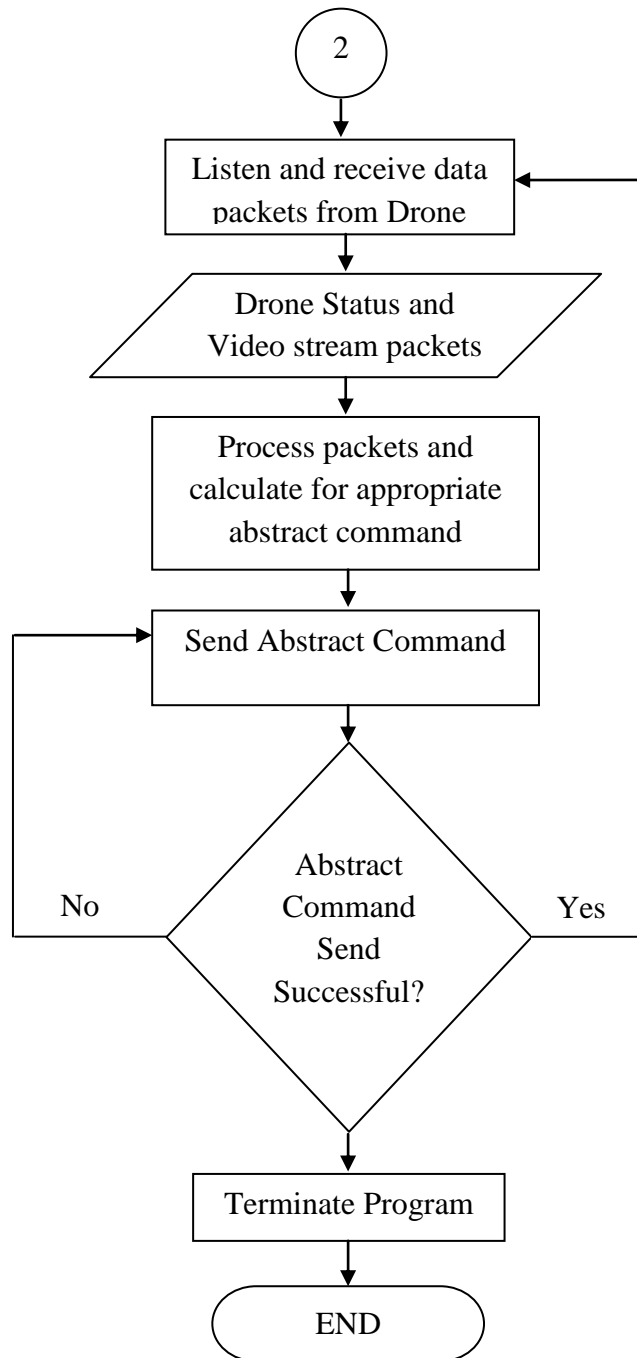 2
Listen and receive data
packets from Drone
Drone Status and
Video stream packets
Process packets and
calculate for appropriate
abstract command
Send Abstract Command
Abstract
Command
Send
Successful?
No
Yes
Terminate Program
END